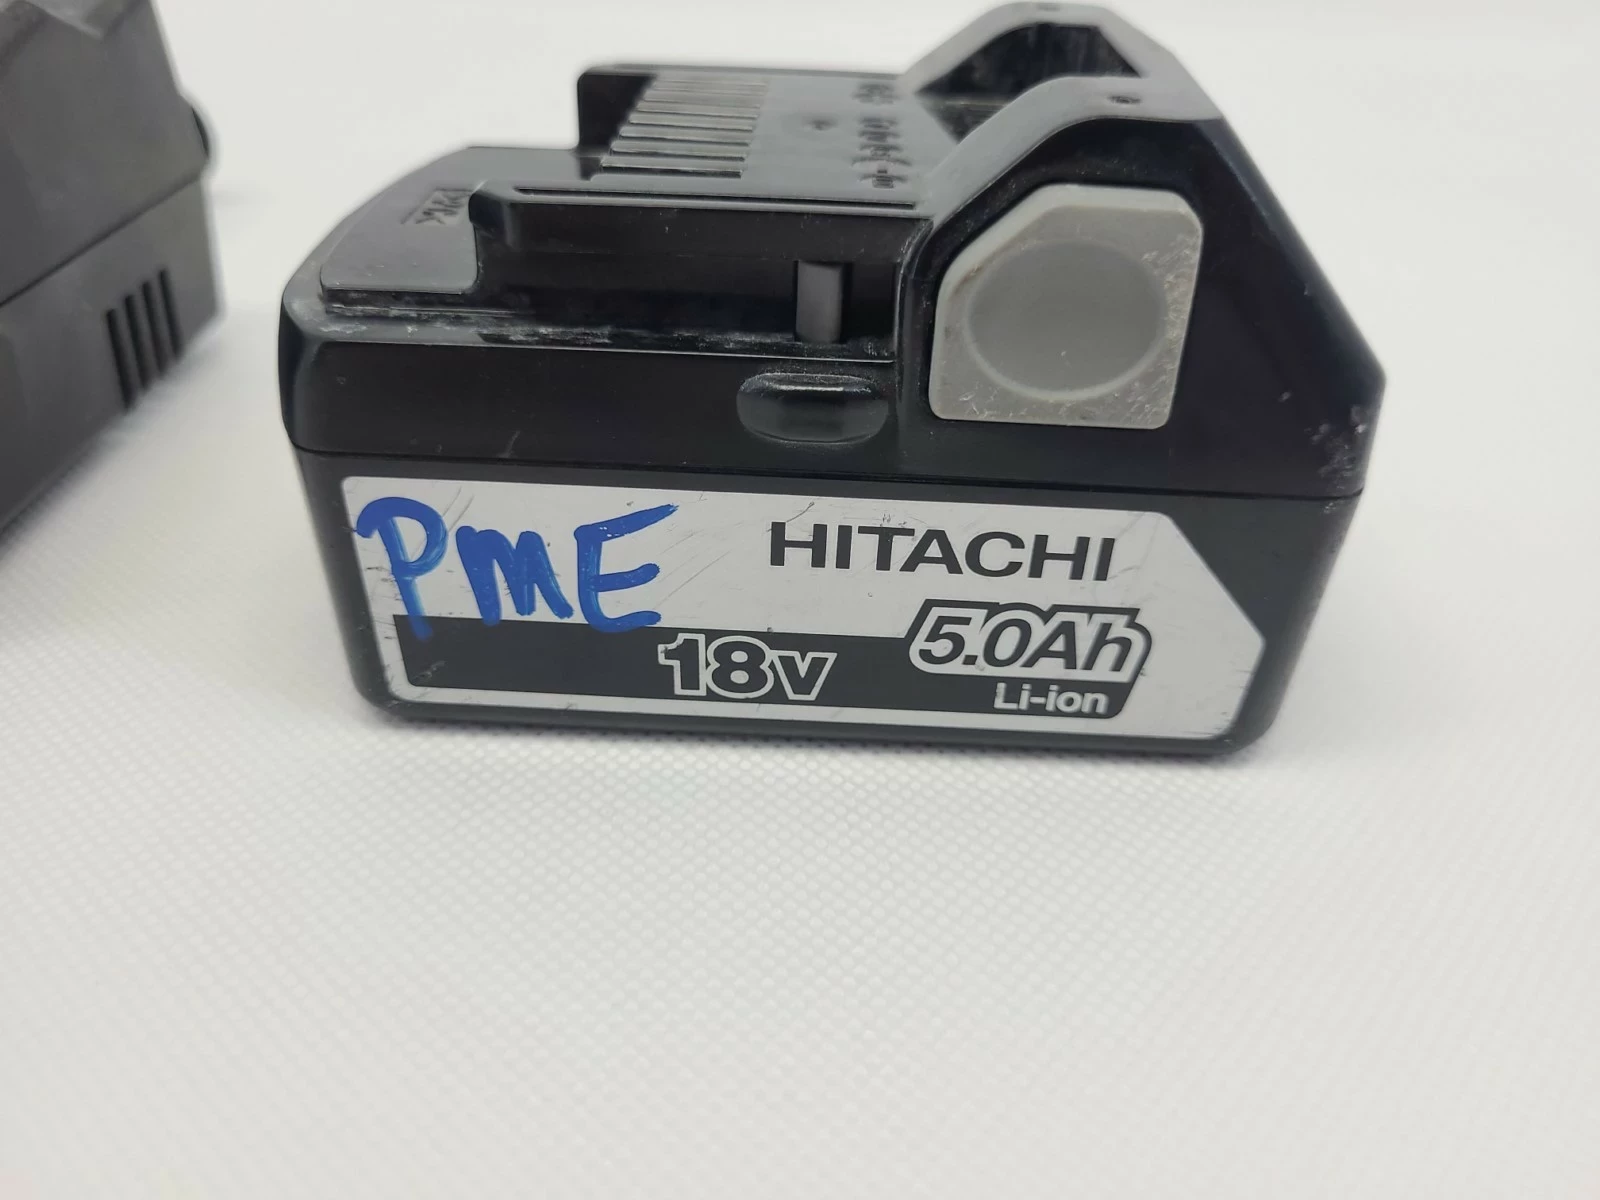 PME
HITACHI
5.0Ah
18V
Li-ion